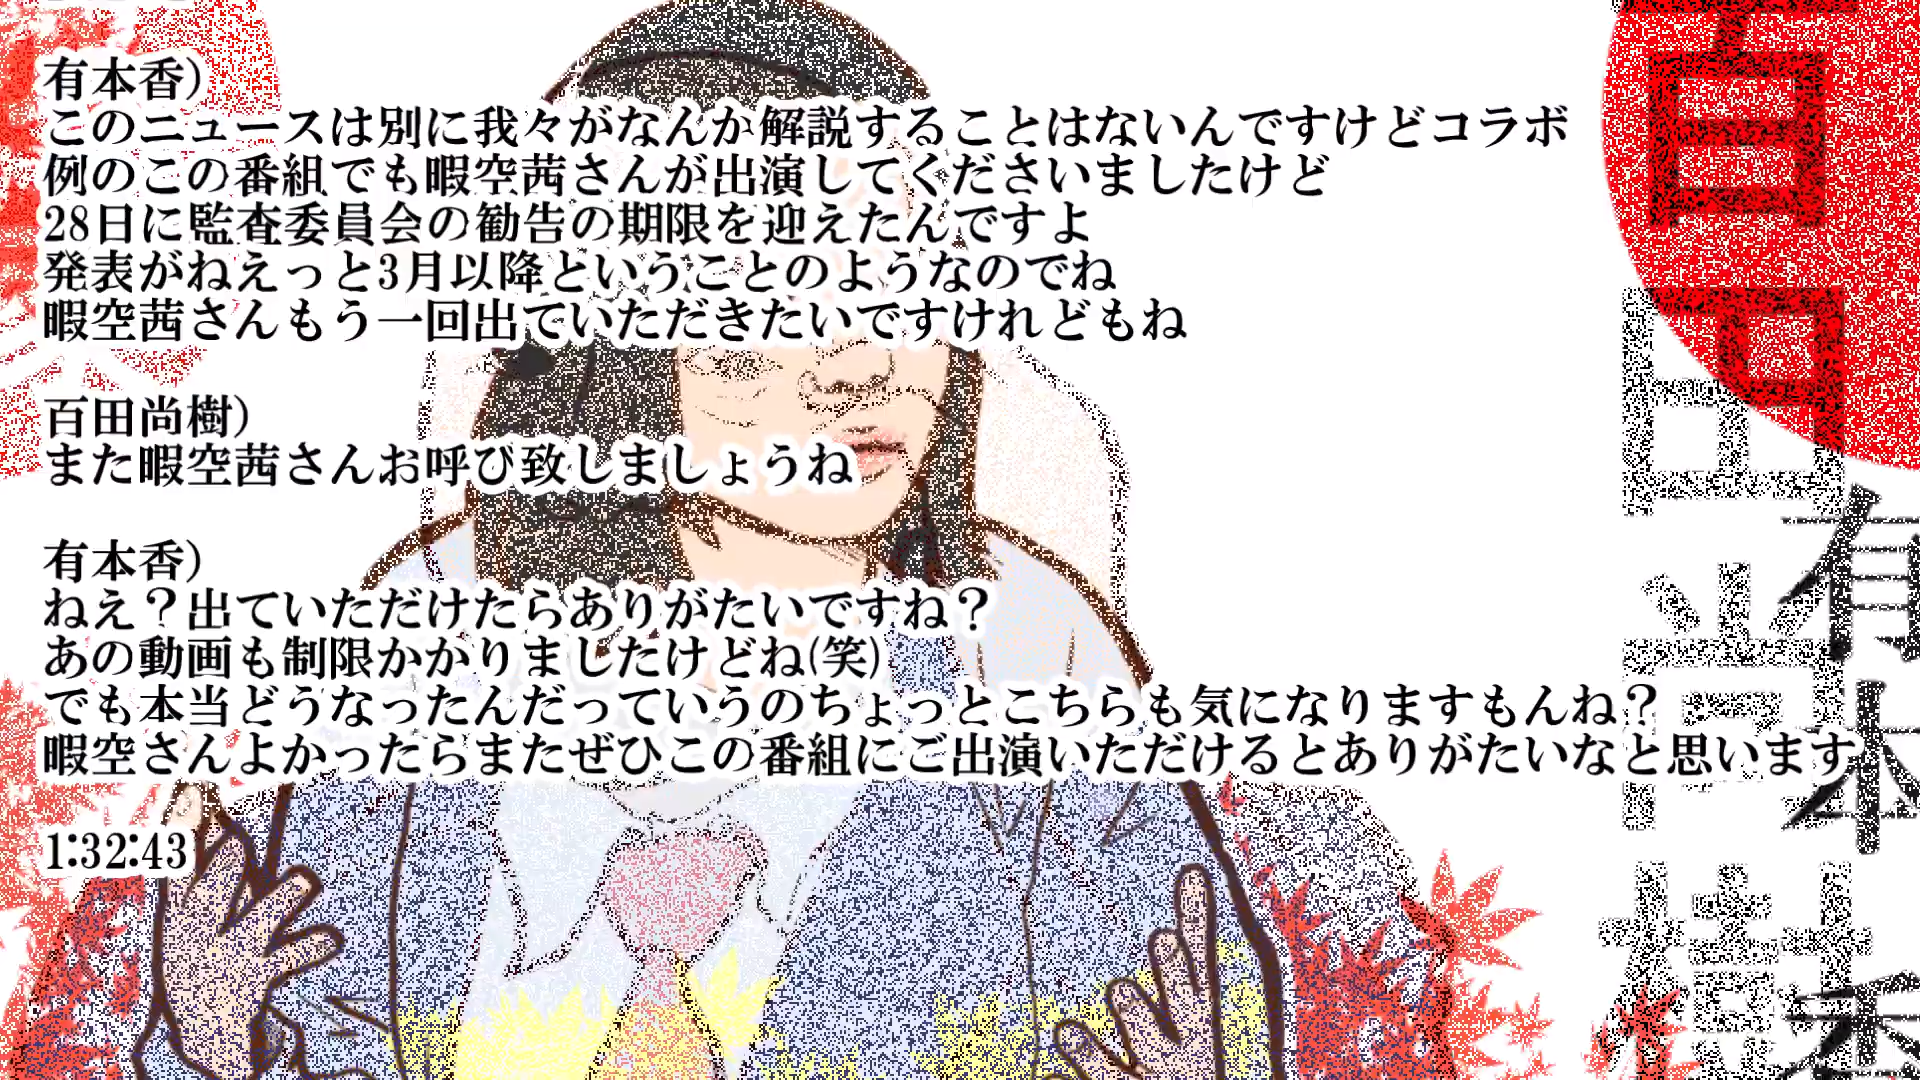 有本香)
このニュースは別に我々がなんか解説することはないんですけどコラボ
例のこの番組でも暇空茜さんが出演してくださいましたけど
28日に監査委員会の勧告の期限を迎えたんですよ
発表がねえっと3月以降ということのようなのでね
暇空茜さんもう一回出ていただきたいですけれどもね
百田尚樹)
また暇空茜さんお呼び致しましょうね
有本香)
ねえ？出ていただけたらありがたいですね？
あの動画も制限かかりましたけどね(笑)
でも本当どうなったんだっていうのちょっとこちらも気になりますもんね？
暇空さんよかったらまたぜひこの番組にご出演いただけるとありがたいなと思います
1:32:43
百田尚樹
有本香